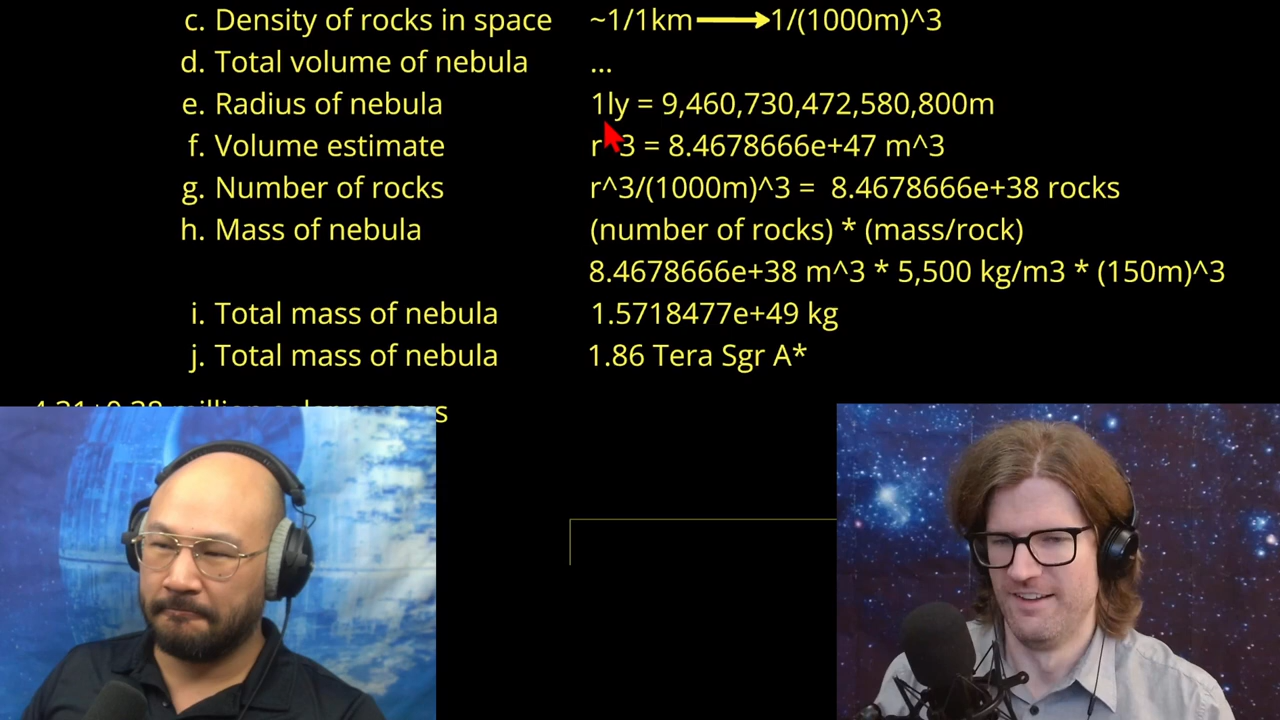 c. Density of rocks in space ~1/1km 1/(1000m)^3
d. Total volume of nebula ...
e. Radius of nebula 1ly = 9,460,730,472,580,800m
f. Volume estimate r^3 = 8.4678666e+47 m^3
g. Number of rocks r^3/(1000m)^3 = 8.4678666e+38 rocks
h. Mass of nebula (number of rocks) * (mass/rock)
8.4678666e+38 m^3 * 5,500 kg/m3 * (150m)^3
i. Total mass of nebula 1.5718477e+49 kg
j. Total mass of nebula 1.86 Tera Sgr A*
million solar masses